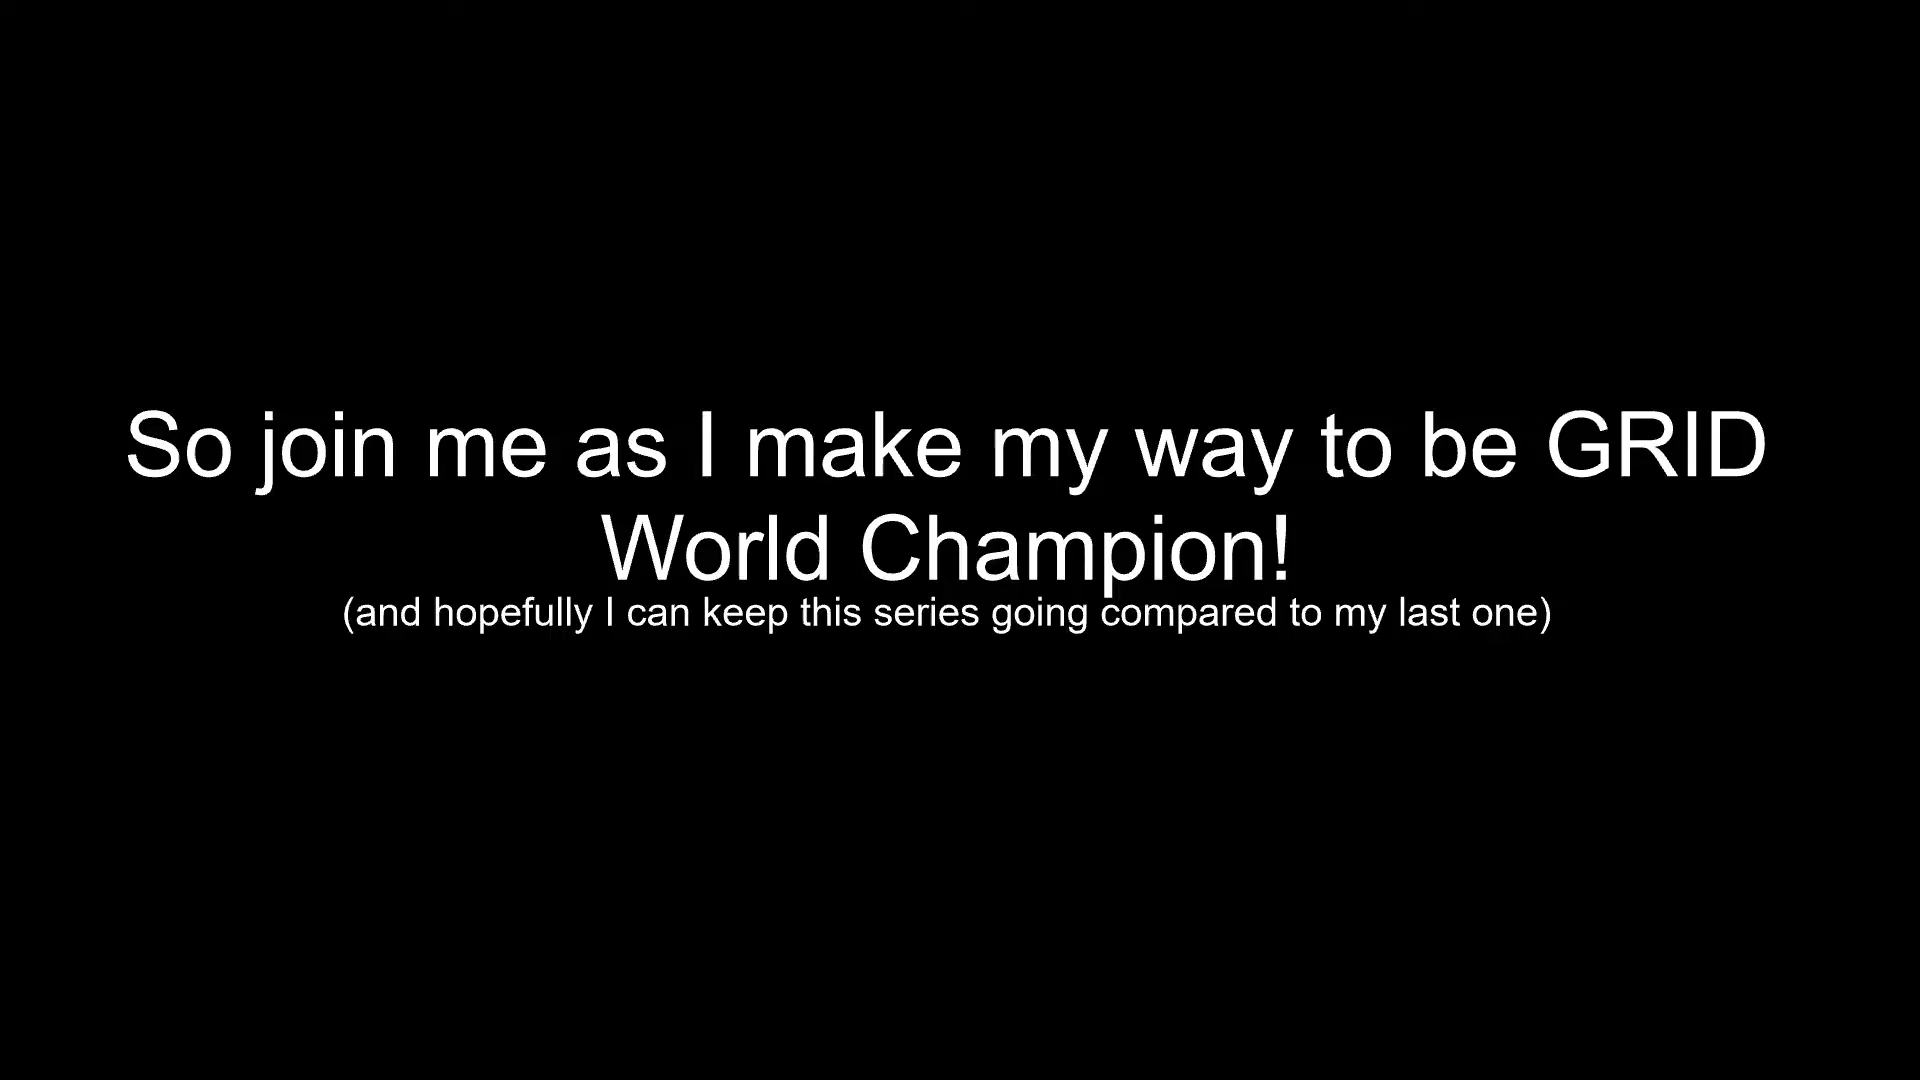 So join me as I make my way to be GRID
World Champion!
(and hopefully I can keep this series going compared to my last one)